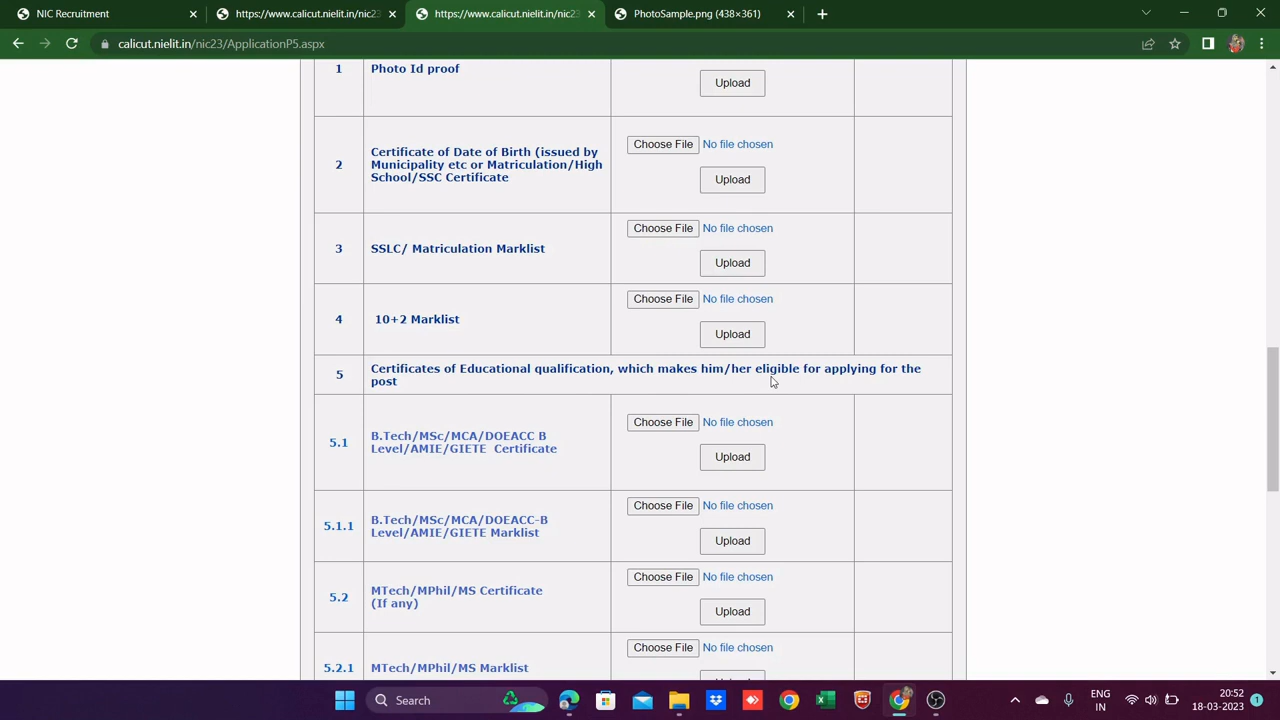 NIC Recruitment
https://www.calicut.nielit.in/nic23
https://www.calicut.nielit.in/nic23
PhotoSample.png (438×361)
calicut.nielit.in/nic23/ApplicationP5.aspx
1
Photo Id proof
Upload
2
Certificate of Date of Birth (issued by
Municipality etc or Matriculation/High
School/SSC Certificate
Choose File No file chosen
Upload
3
SSLC/ Matriculation Marklist
Choose File No file chosen
Upload
4
10+2 Marklist
Choose File No file chosen
Upload
5
Certificates of Educational qualification, which makes him/her eligible for applying for the
post
5.1
B.Tech/MSc/MCA/DOEACC B
Level/AMIE/GIETE Certificate
Choose File No file chosen
Upload
5.1.1
B.Tech/MSc/MCA/DOEACC-B
Level/AMIE/GIETE Marklist
Choose File No file chosen
Upload
5.2
MTech/MPhil/MS Certificate
(If any)
Choose File No file chosen
Upload
5.2.1
MTech/MPhil/MS Marklist
Choose File No file chosen
Search
ENG
IN
20:52
18-03-2023
1